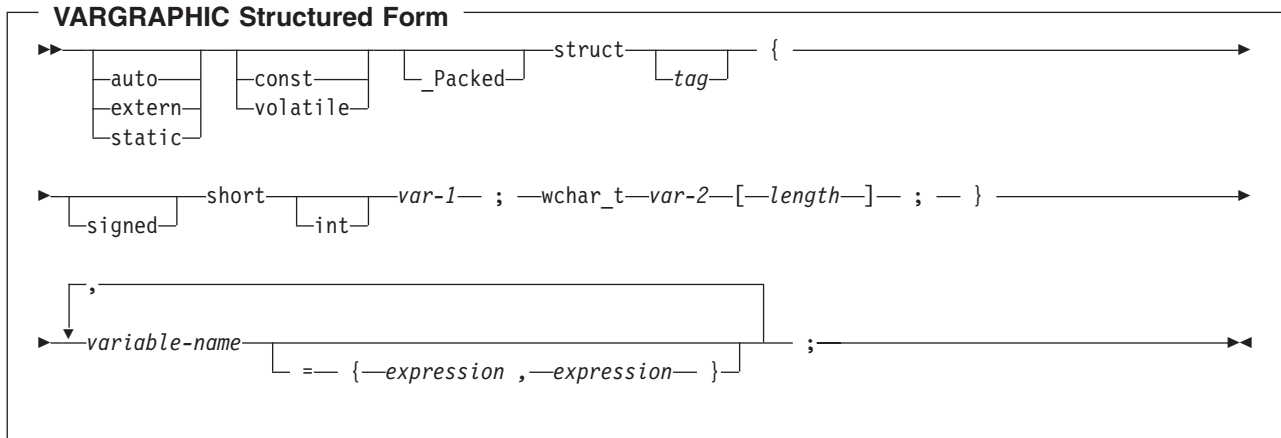 VARGRAPHIC Structured Form
struct { 
auto const _Packed tag
extern volatile
static
short var-1 ; wchar_t var-2 [ length ] ; }
signed int
,
variable-name ;
= { expression , expression }